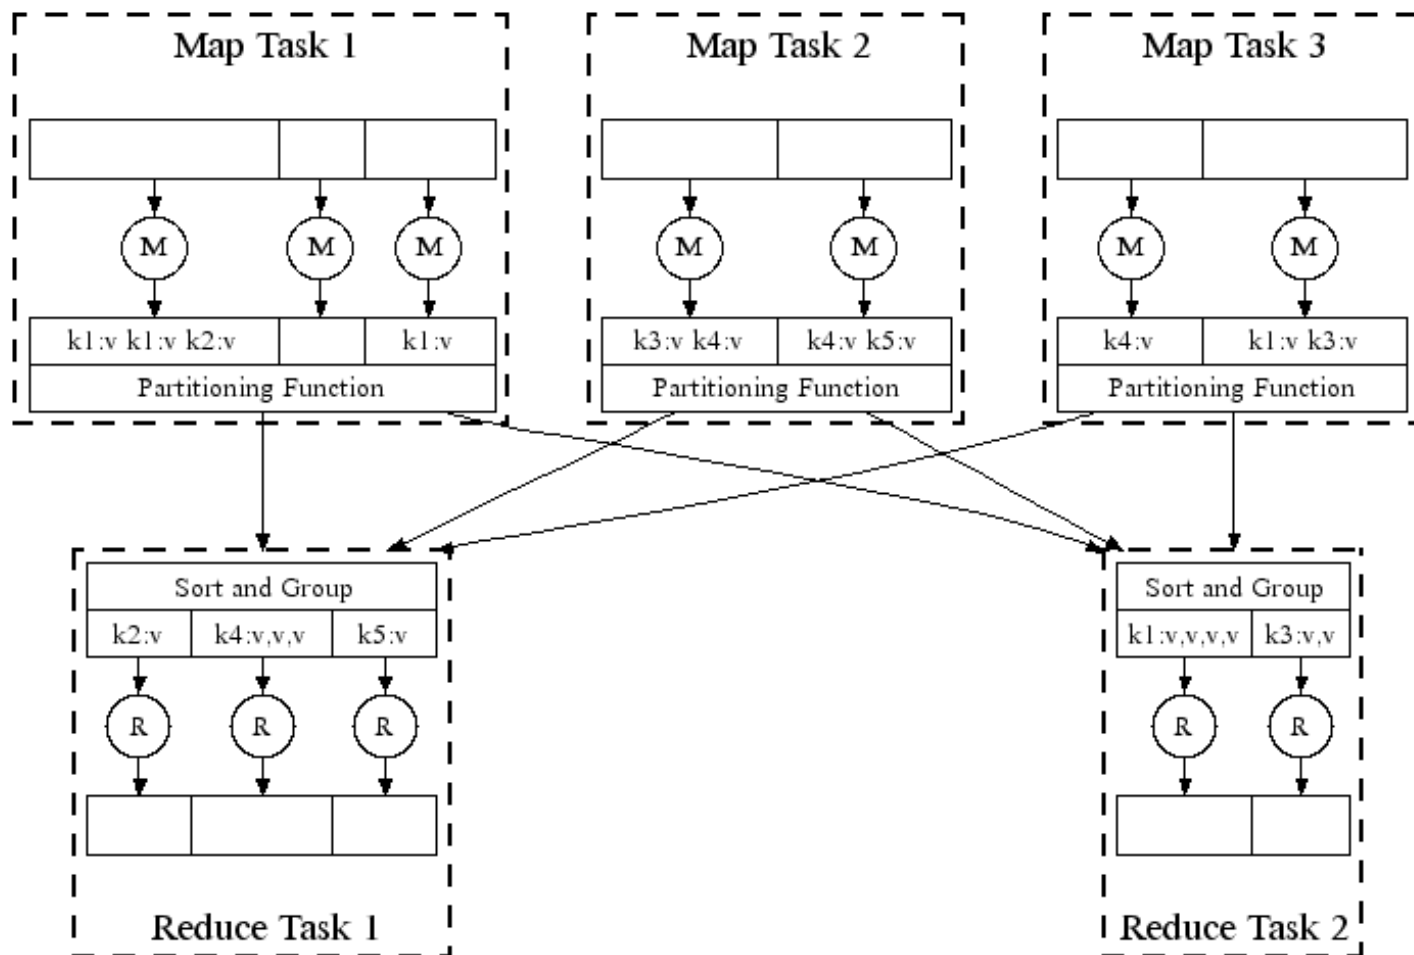 Map Task 1
Map Task 2
Map Task 3
M
M
M
M
M
M
M
k1:v k1:v k2:v
k1:v
k3:v k4:v
k4:v k5:v
k4:v
k1:v k3:v
Partitioning Function
Partitioning Function
Partitioning Function
Sort and Group
Sort and Group
k2:v
k4:v,v,v
k5:v
k1:v,v,v,v
k3:v,v
R
R
R
R
R
Reduce Task 1
Reduce Task 2